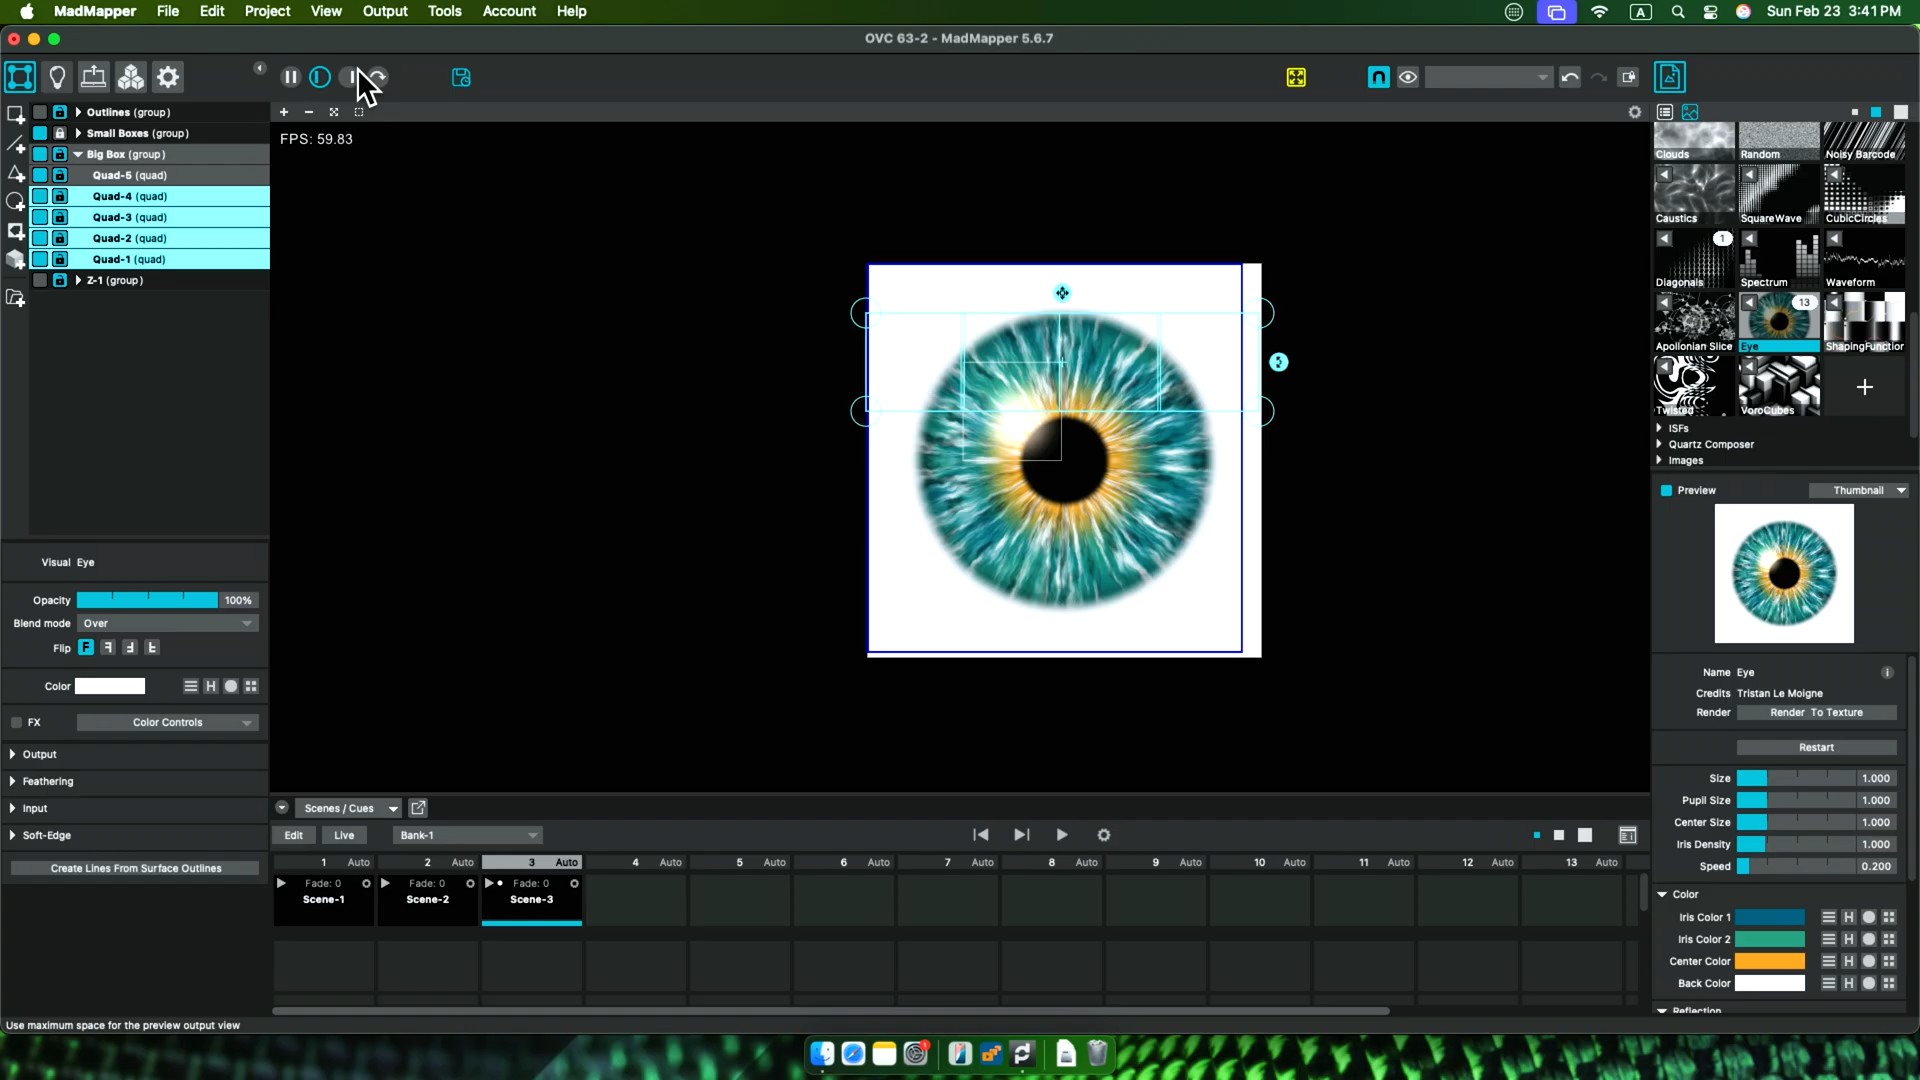 MadMapper File Edit Project View Output Tools Account Help
A Sun Feb 23 3:41 PM
OVC 63-2 - MadMapper 5.6.7
FPS: 59.83
Outlines (group)
Small Boxes (group)
Big Box (group)
Quad-5 (quad)
Quad-4 (quad)
Quad-3 (quad)
Quad-2 (quad)
Quad-1 (quad)
Z-1 (group)
Visual Eye
Opacity 100%
Blend mode Over
Flip F
Color H
FX Color Controls
Output
Feathering
Input
Soft-Edge
Create Lines From Surface Outlines
Use maximum space for the preview output view
Scenes / Cues
Edit Live Bank-1
1 Auto 2 Auto 3 Auto 4 Auto 5 Auto 6 Auto 7 Auto 8 Auto 9 Auto 10 Auto 11 Auto 12 Auto 13 Auto
Fade: 0 Fade: 0 Fade: 0
Scene-1 Scene-2 Scene-3
Clouds Random Noisy Barcode
Caustics SquareWave CubicCircles
1
Diagonals Spectrum Waveform
13
Apollonian Slice Eye ShapingFunction
Twisted VoroCubes
ISFs
Quartz Composer
Images
Preview Thumbnail
Name Eye i
Credits Tristan Le Moigne
Render Render To Texture
Restart
Size 1.000
Pupil Size 1.000
Center Size 1.000
Iris Density 1.000
Speed 0.200
Color
Iris Color 1 H
Iris Color 2 H
Center Color H
Back Color H
Reflection
1